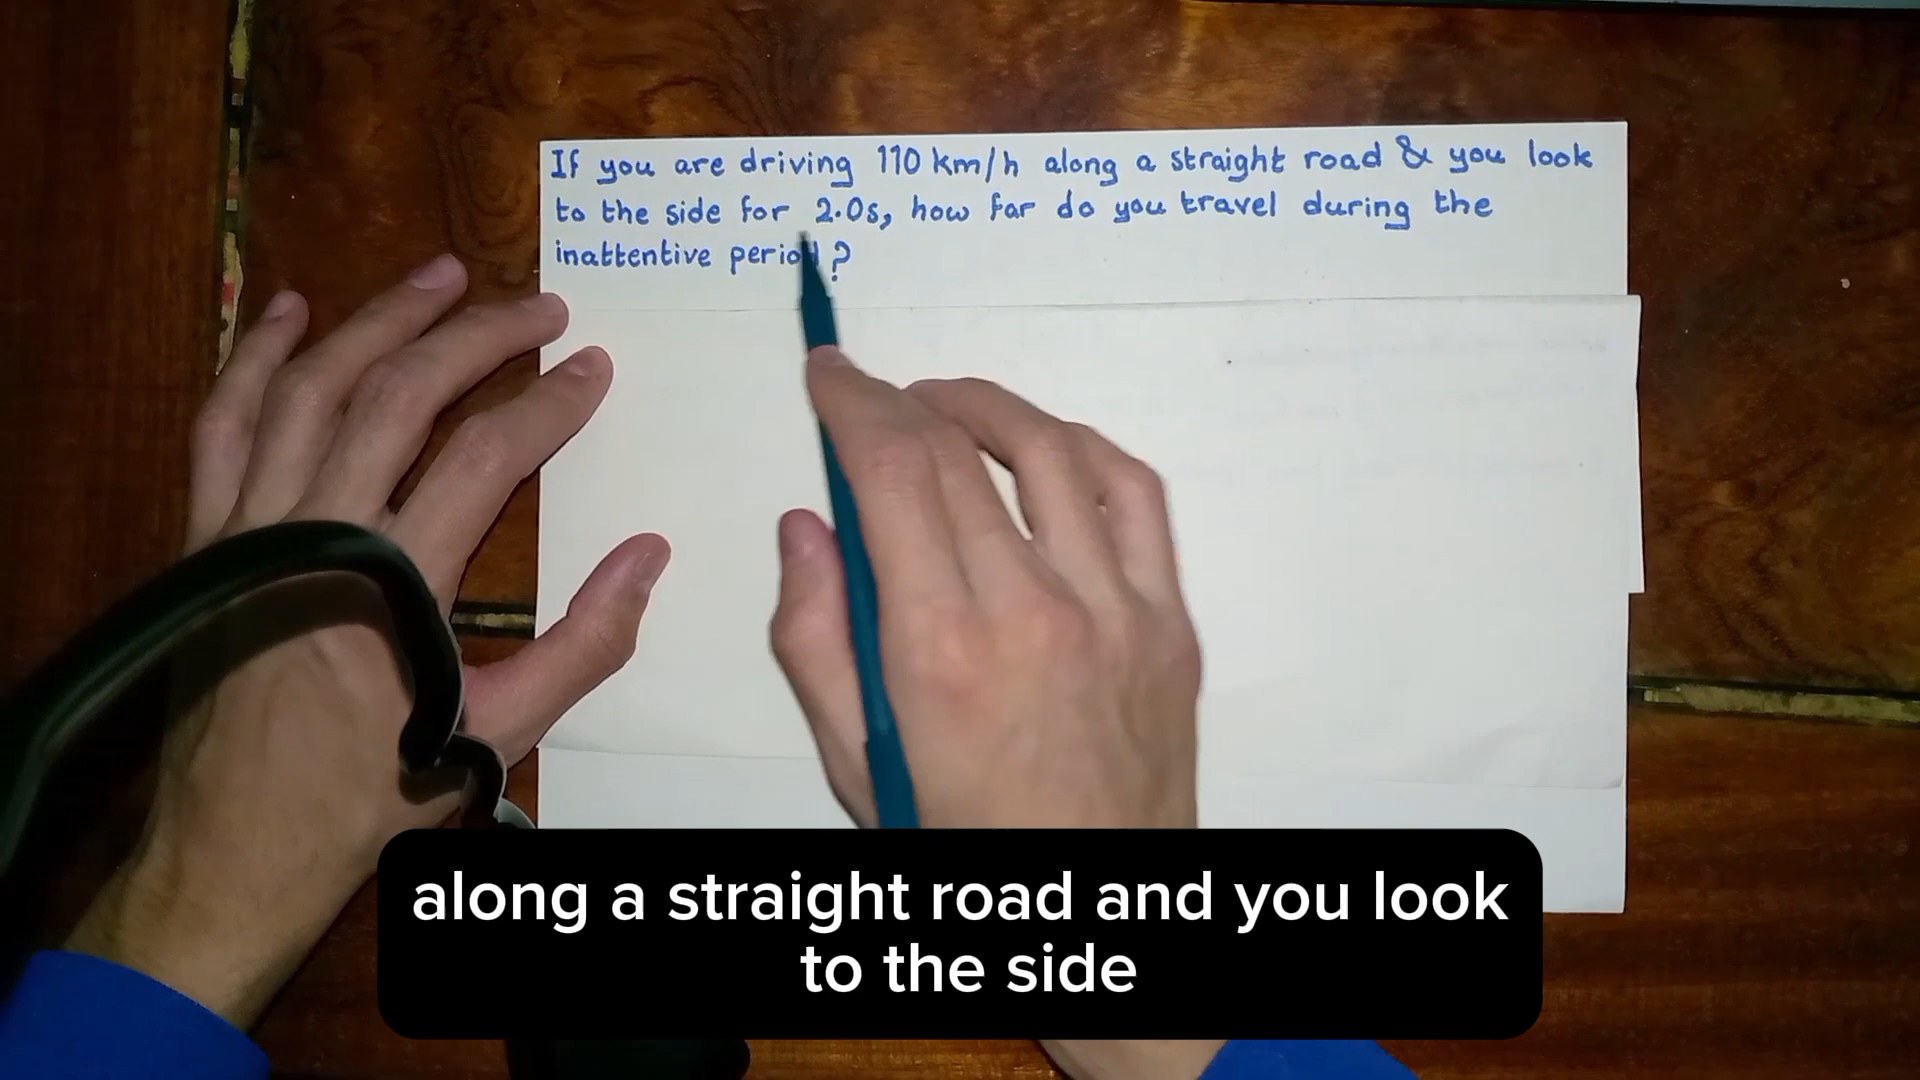 If you are driving 110 km/h along a straight road & you look
to the side for 2.0s, how far do you travel during the
inattentive period?
along a straight road and you look
to the side